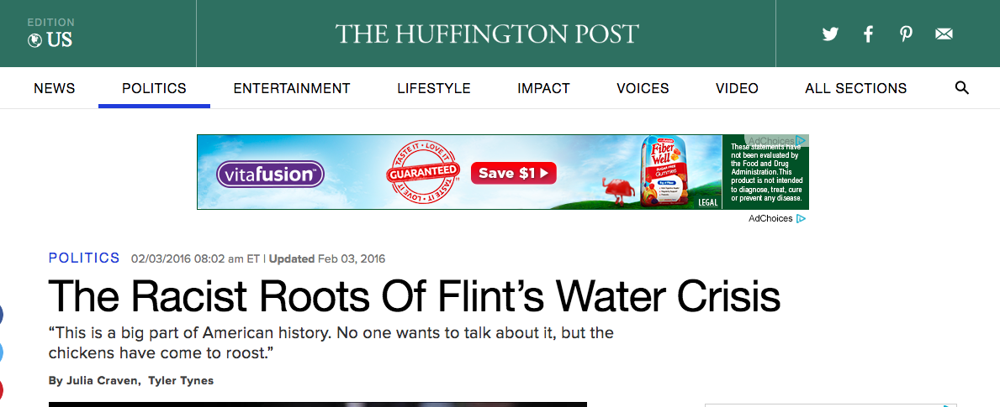 EDITION
US
THE HUFFINGTON POST
NEWS POLITICS ENTERTAINMENT LIFESTYLE IMPACT VOICES VIDEO ALL SECTIONS
AdChoices
vitafusion™
TASTE IT • LOVE IT
GUARANTEED
TASTE IT • LOVE IT
Save $1
Fiber
Well
SUGAR FREE
Gummies
LEGAL
These statements have
not been evaluated by
the Food and Drug
Administration.This
product is not intended
to diagnose, treat, cure
or prevent any disease.
AdChoices
POLITICS 02/03/2016 08:02 am ET | Updated Feb 03, 2016
The Racist Roots Of Flint’s Water Crisis
“This is a big part of American history. No one wants to talk about it, but the
chickens have come to roost.”
By Julia Craven, Tyler Tynes